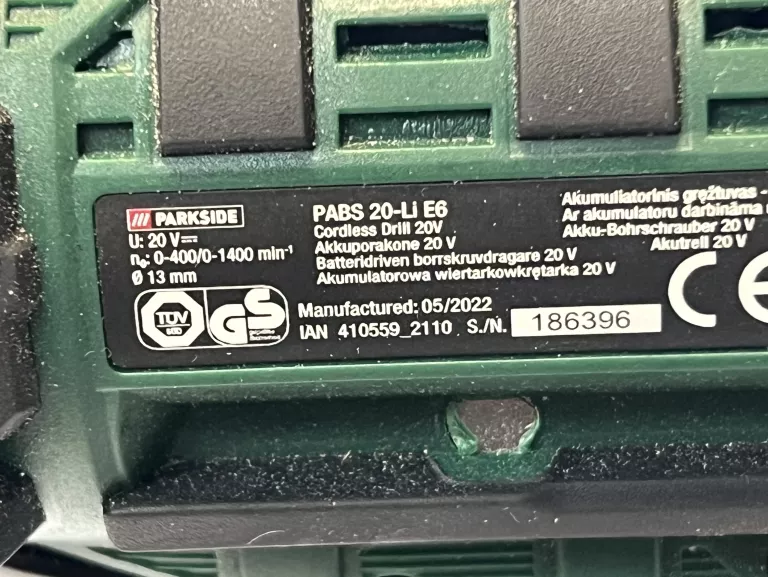 /// PARKSIDE
U: 20 V
n₀: 0-400/0-1400 min⁻¹
Ø 13 mm
TÜV
GS
PABS 20-Li E6
Cordless Drill 20V
Akkuporakone 20 V
Batteridriven borrskruvdragare 20 V
Akumulatorowa wiertarkowkrętarka 20 V
Manufactured: 05/2022
IAN 410559_2110 S./N. 186396
Akumuliatorinis gręžtuvas -
Ar akumulatoru darbināma
Akku-Bohrschrauber 20 V
Akutrell 20 V
CE